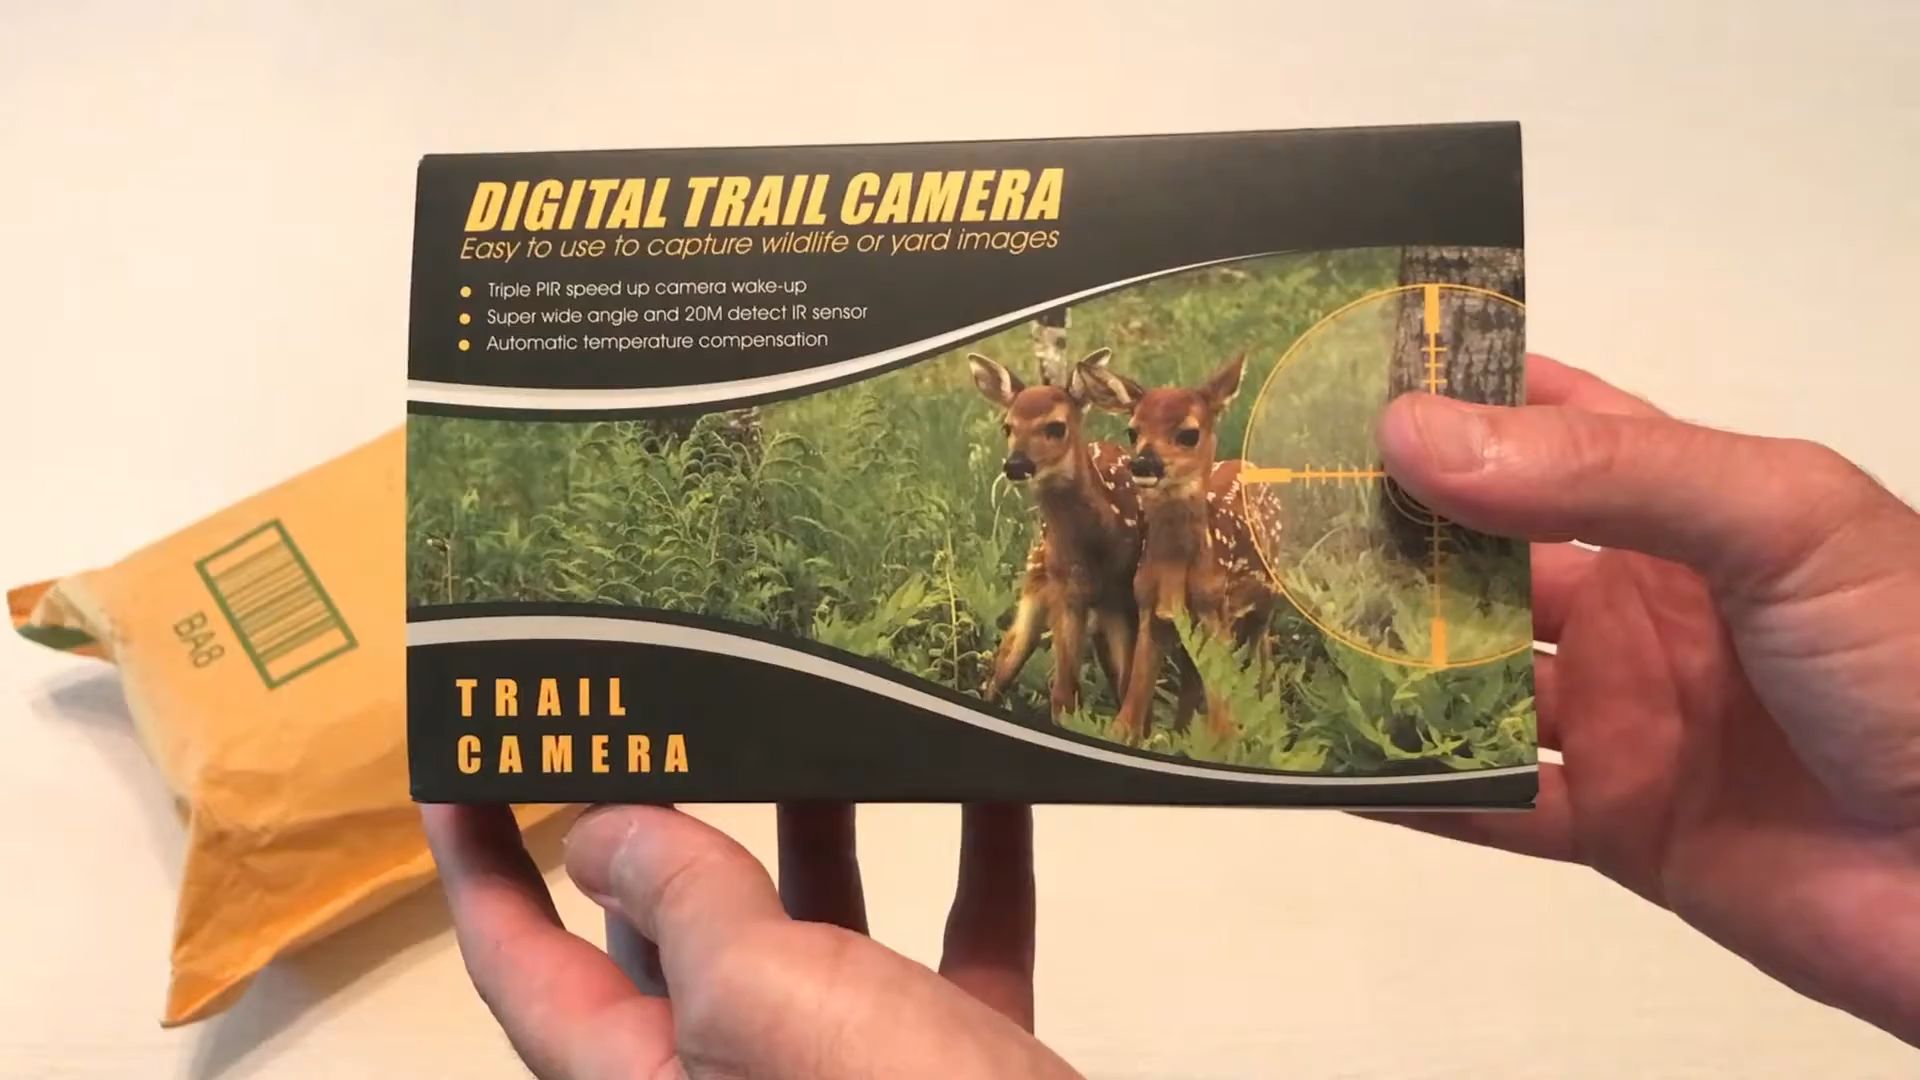 DIGITAL TRAIL CAMERA
Easy to use to capture wildlife or yard images
Triple PIR speed up camera wake-up
Super wide angle and 20M detect IR sensor
Automatic temperature compensation
TRAIL
CAMERA
BA8